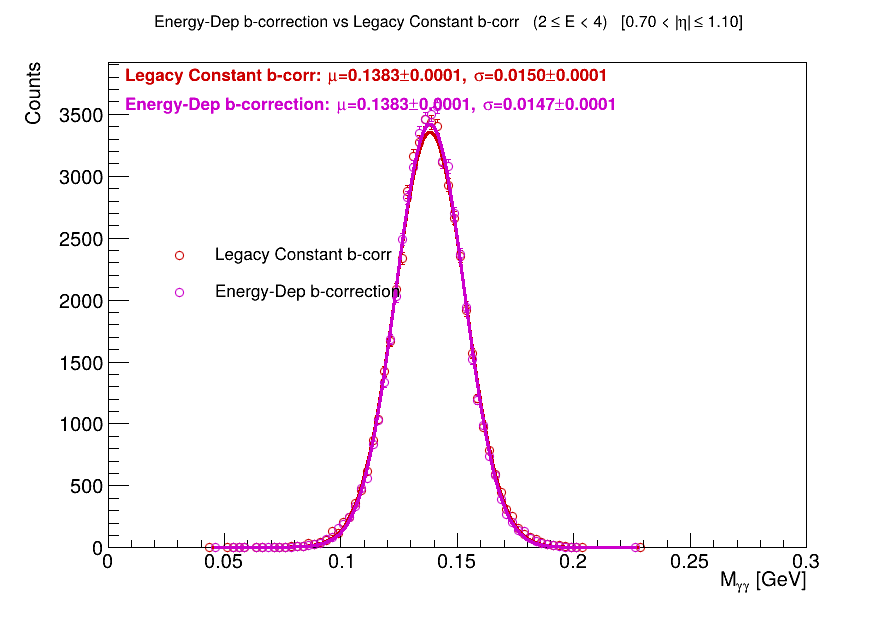 Energy-Dep b-correction vs Legacy Constant b-corr (2 ≤ E < 4) [0.70 < |η| ≤ 1.10]
Counts
Legacy Constant b-corr: μ=0.1383±0.0001, σ=0.0150±0.0001
Energy-Dep b-correction: μ=0.1383±0.0001, σ=0.0147±0.0001
3500
3000
2500
Legacy Constant b-corr
Energy-Dep b-correction
2000
1500
1000
500
0
0 0.05 0.1 0.15 0.2 0.25 0.3
M_γγ [GeV]